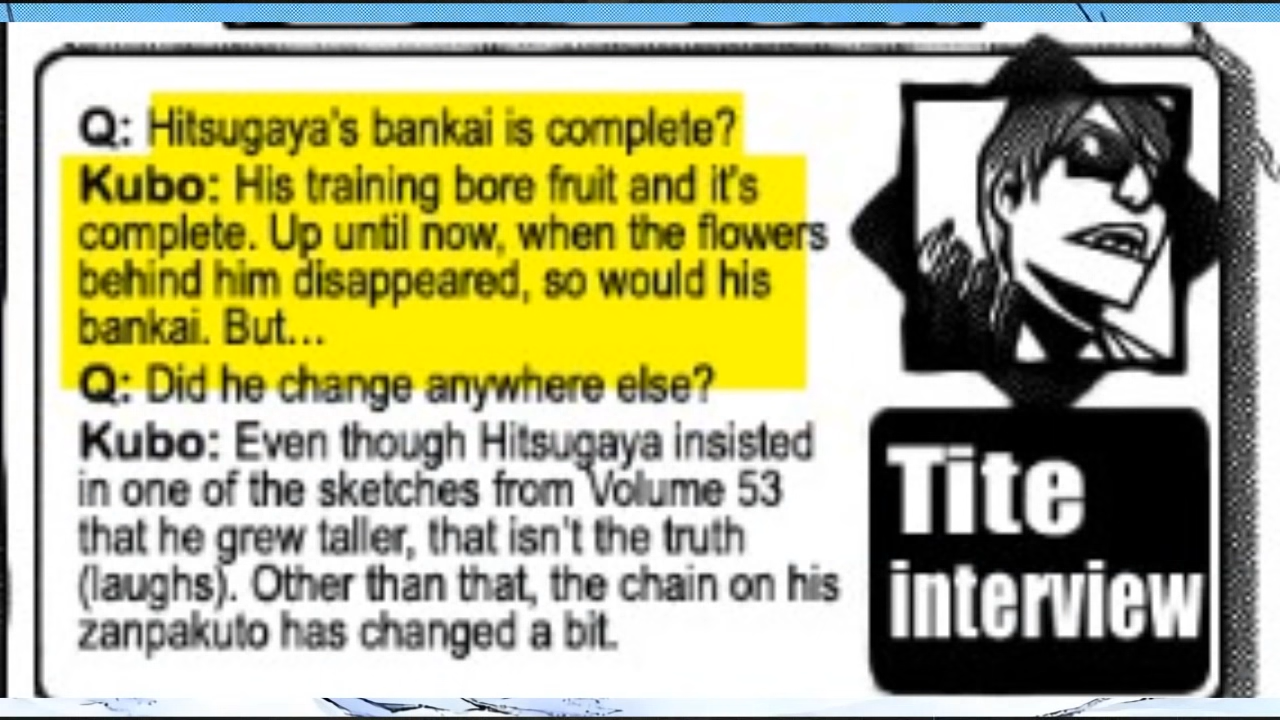 Q: Hitsugaya's bankai is complete?
Kubo: His training bore fruit and it's
complete. Up until now, when the flowers
behind him disappeared, so would his
bankai. But...
Q: Did he change anywhere else?
Kubo: Even though Hitsugaya insisted
in one of the sketches from Volume 53
that he grew taller, that isn't the truth
(laughs). Other than that, the chain on his
zanpakuto has changed a bit.
Tite
interview